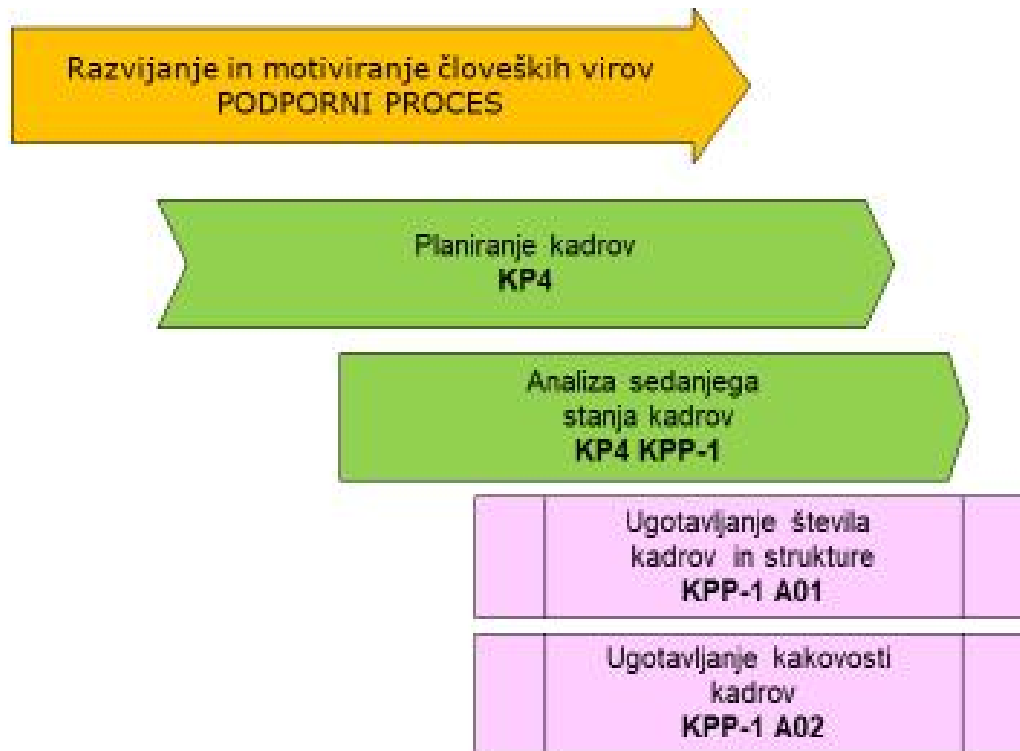 Razvijanje in motiviranje človeških virov
PODPORNI PROCES
Planiranje kadrov
KP4
Analiza sedanjega
stanja kadrov
KP4 KPP-1
Ugotavljanje števila
kadrov in strukture
KPP-1 A01
Ugotavljanje kakovosti
kadrov
KPP-1 A02